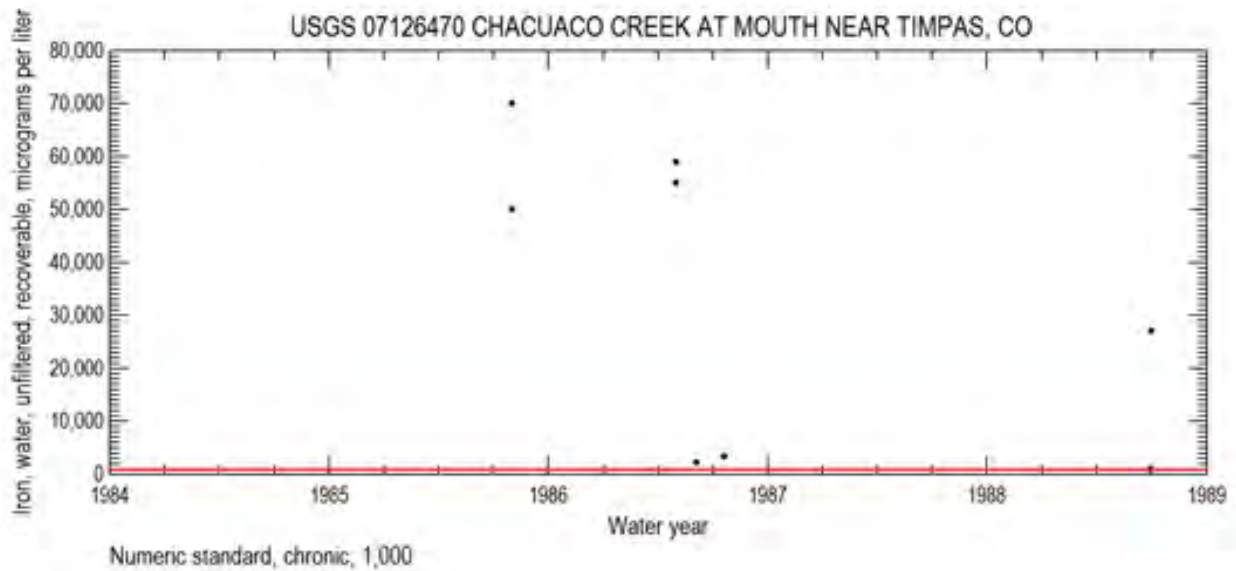 USGS 07126470 CHACUACO CREEK AT MOUTH NEAR TIMPAS, CO
Iron, water, unfiltered, recoverable, micrograms per liter
80,000
70,000
60,000
50,000
40,000
30,000
20,000
10,000
0
1984 1985 1986 1987 1988 1989
Water year
Numeric standard, chronic, 1,000